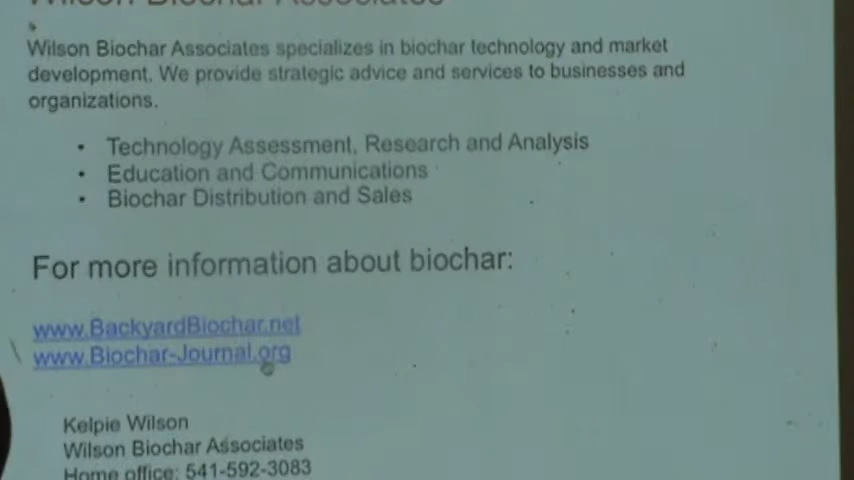 Wilson Biochar Associates
Wilson Biochar Associates specializes in biochar technology and market
development. We provide strategic advice and services to businesses and
organizations.
• Technology Assessment, Research and Analysis
• Education and Communications
• Biochar Distribution and Sales
For more information about biochar:
www.BackyardBiochar.net
www.Biochar-Journal.org
Kelpie Wilson
Wilson Biochar Associates
Home office: 541-592-3083